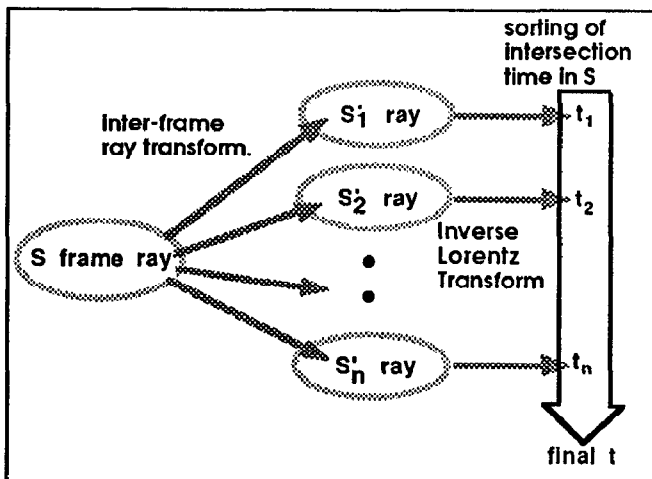 sorting of
intersection
time in S
inter-frame
ray transform.
S'1 ray
t1
S'2 ray
t2
S frame ray
Inverse
Lorentz
Transform
S'n ray
tn
final t